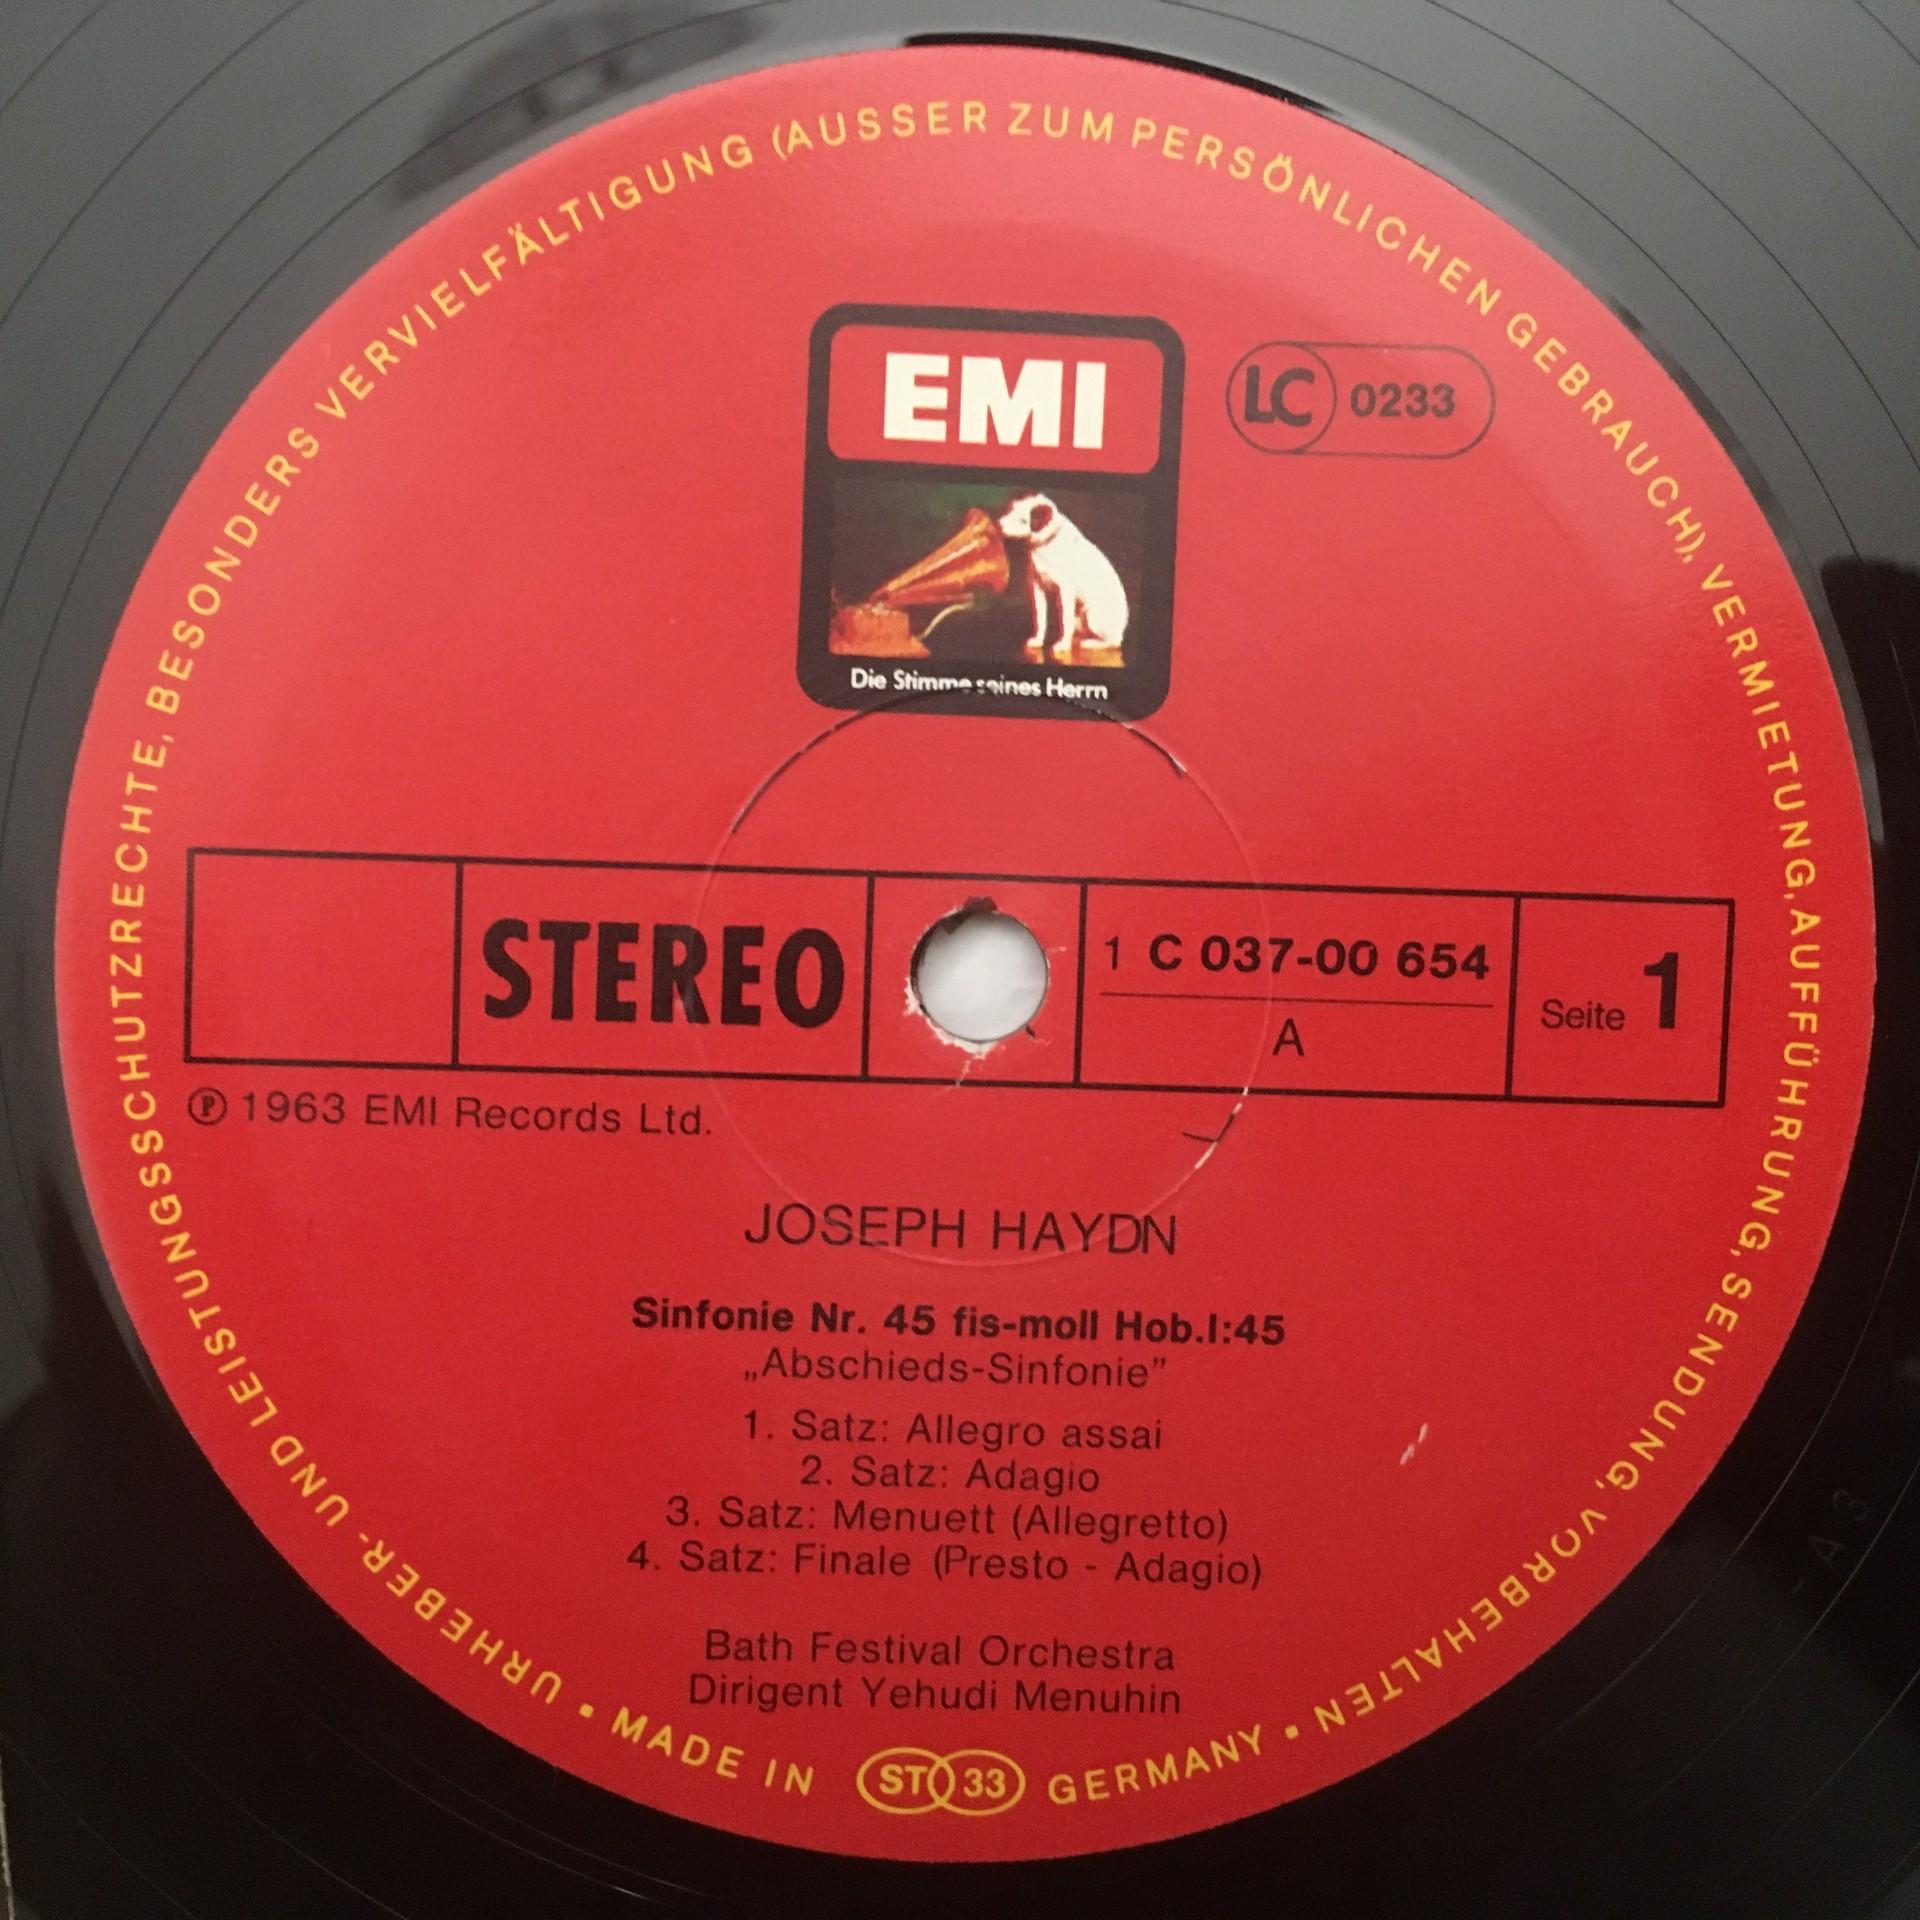 URHEBER- UND LEISTUNGSSCHUTZRECHTE, BESONDERS VERVIELFÄLTIGUNG (AUSSER ZUM PERSÖNLICHEN GEBRAUCH), VERMIETUNG, AUFFÜHRUNG, SENDUNG, VORBEHALTEN •
EMI
LC 0233
Die Stimme seines Herrn
STEREO
1 C 037-00 654
A
Seite 1
℗ 1963 EMI Records Ltd.
JOSEPH HAYDN
Sinfonie Nr. 45 fis-moll Hob.I:45
„Abschieds-Sinfonie”
1. Satz: Allegro assai
2. Satz: Adagio
3. Satz: Menuett (Allegretto)
4. Satz: Finale (Presto - Adagio)
Bath Festival Orchestra
Dirigent Yehudi Menuhin
• MADE IN ST 33 GERMANY
- A 3